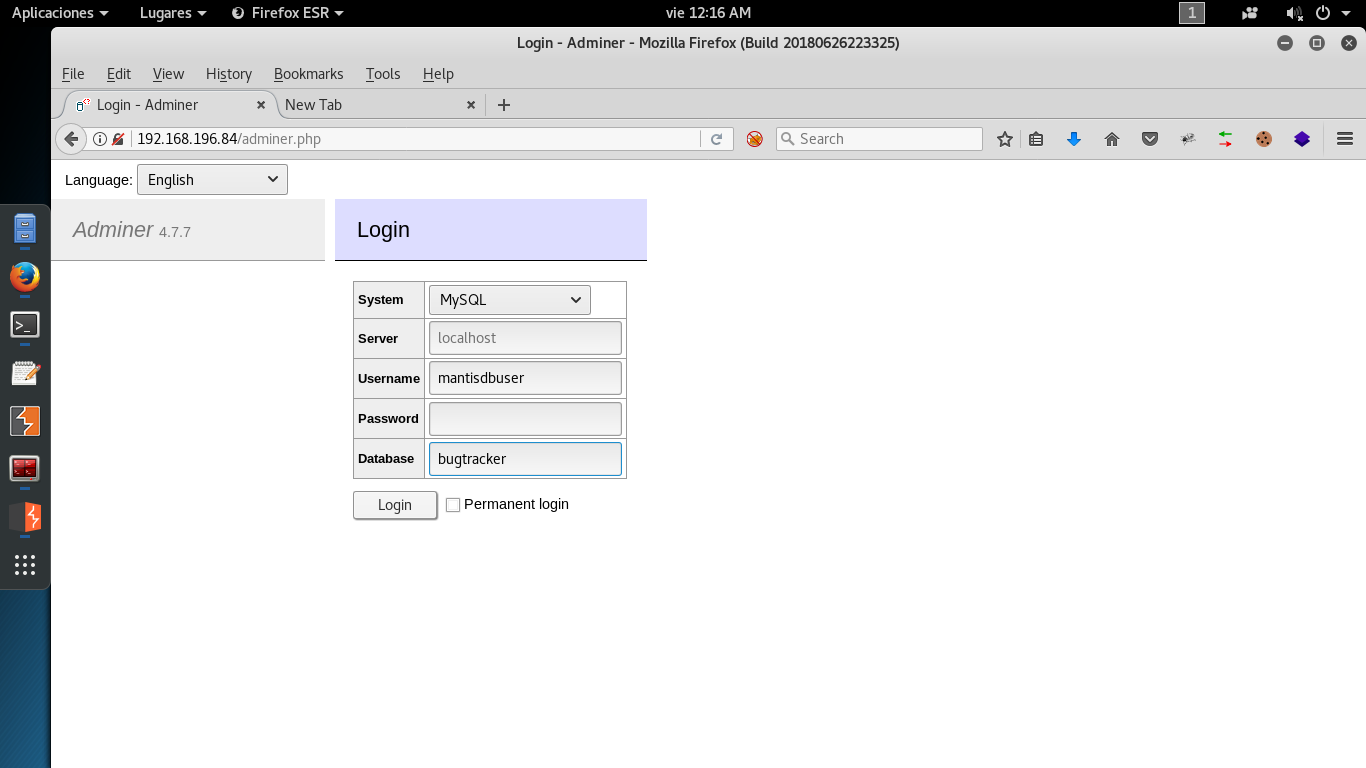 Aplicaciones Lugares Firefox ESR vie 12:16 AM 1
Login - Adminer - Mozilla Firefox (Build 20180626223325)
File Edit View History Bookmarks Tools Help
Login - Adminer New Tab
192.168.196.84/adminer.php Search
Language: English
Adminer 4.7.7 Login
System MySQL
Server localhost
Username mantisdbuser
Password
Database bugtracker
Login Permanent login